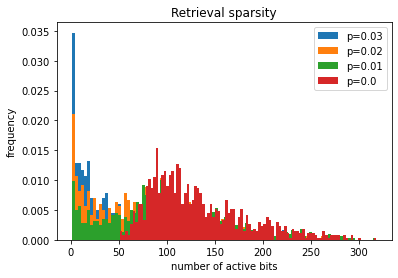 Retrieval sparsity
p=0.03
p=0.02
p=0.01
p=0.0
0.035
0.030
0.025
0.020
0.015
0.010
0.005
0.000
frequency
0
50
100
150
200
250
300
number of active bits